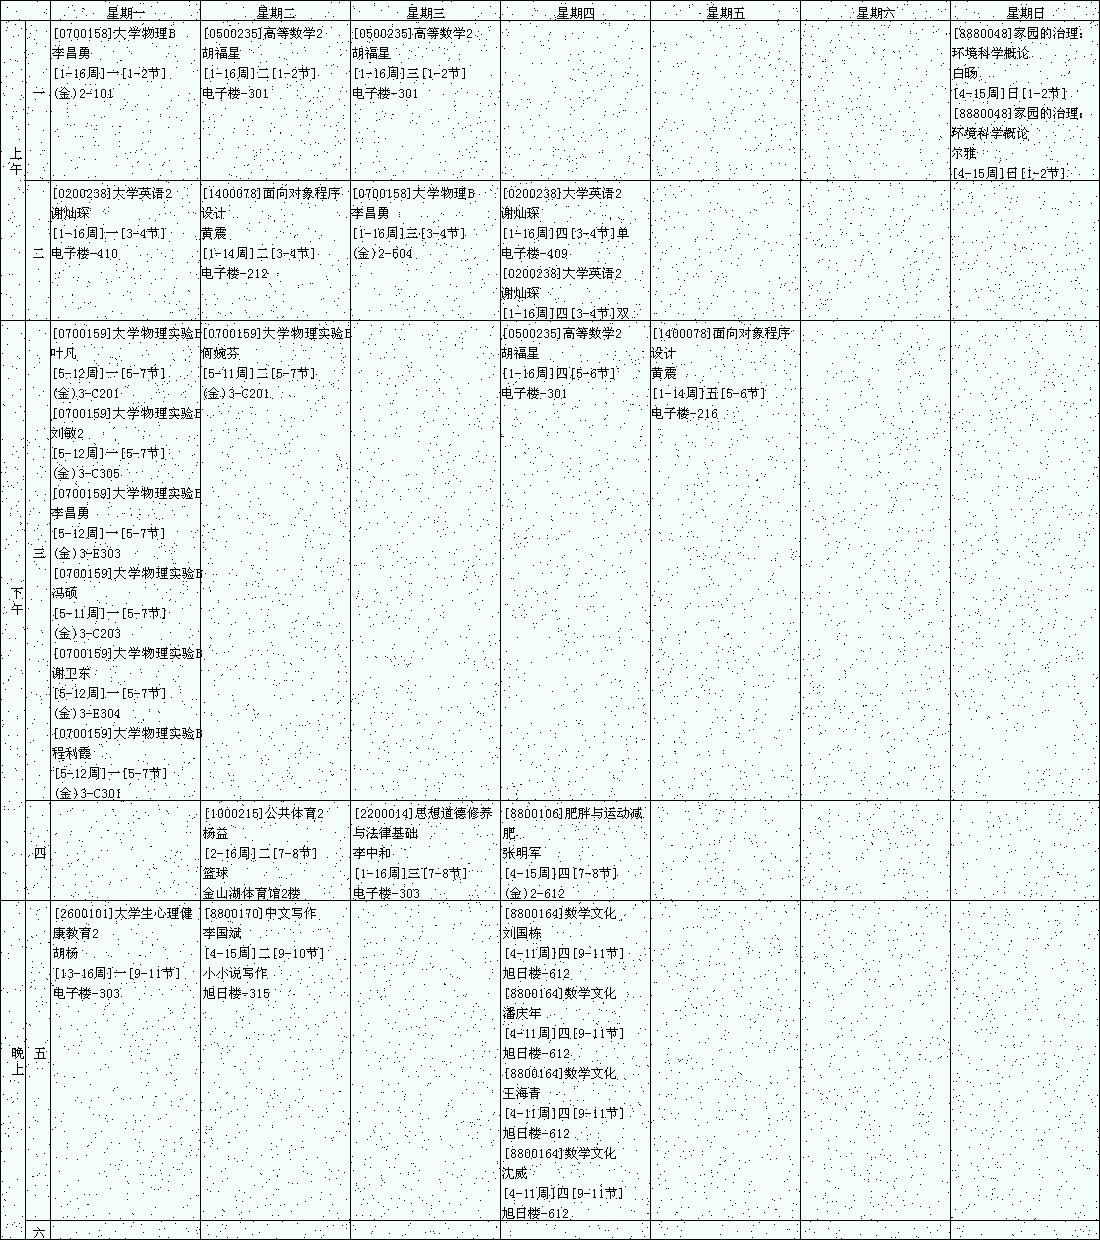 星期一 星期二 星期三 星期四 星期五 星期六 星期日
上午
一
[0700158]大学物理B
李昌勇
[1-16周]一[1-2节]
(金)2-101
[0500235]高等数学2
胡福星
[1-16周]二[1-2节]
电子楼-301
[0500235]高等数学2
胡福星
[1-16周]三[1-2节]
电子楼-301
[8880048]家园的治理:
环境科学概论
白旸
[4-15周]日[1-2节]
[8880048]家园的治理:
环境科学概论
尔雅
[4-15周]日[1-2节]
二
[0200238]大学英语2
谢灿琛
[1-16周]一[3-4节]
电子楼-410
[1400078]面向对象程序
设计
黄震
[1-14周]二[3-4节]
电子楼-212
[0700158]大学物理B
李昌勇
[1-16周]三[3-4节]
(金)2-504
[0200238]大学英语2
谢灿琛
[1-16周]四[3-4节]单
电子楼-409
[0200238]大学英语2
谢灿琛
[1-16周]四[3-4节]双
下午
三
[0700159]大学物理实验B
叶凡
[5-12周]一[5-7节]
(金)3-C201
[0700159]大学物理实验B
刘敏2
[5-12周]一[5-7节]
(金)3-C305
[0700159]大学物理实验B
李昌勇
[5-12周]一[5-7节]
(金)3-E303
[0700159]大学物理实验B
冯硕
[5-11周]一[5-7节]
(金)3-C203
[0700159]大学物理实验B
谢卫东
[5-12周]一[5-7节]
(金)3-E304
[0700159]大学物理实验B
程利霞
[5-12周]一[5-7节]
(金)3-C301
[0700159]大学物理实验B
何婉芬
[5-11周]二[5-7节]
(金)3-C201
[0500235]高等数学2
胡福星
[1-16周]四[5-6节]
电子楼-301
[1400078]面向对象程序
设计
黄震
[1-14周]五[5-6节]
电子楼-216
四
[1000215]公共体育2
杨益
[2-16周]二[7-8节]
篮球
金山湖体育馆2楼
[2200014]思想道德修养
与法律基础
李中和
[1-16周]三[7-8节]
电子楼-303
[8800106]肥胖与运动减
肥
张明军
[4-15周]四[7-8节]
(金)2-612
晚上
五
[2600101]大学生心理健
康教育2
胡杨
[13-16周]一[9-11节]
电子楼-303
[8800170]中文写作
李国斌
[4-15周]二[9-10节]
小小说写作
旭日楼-315
[8800164]数学文化
刘国栋
[4-11周]四[9-11节]
旭日楼-612
[8800164]数学文化
潘庆年
[4-11周]四[9-11节]
旭日楼-612
[8800164]数学文化
王海青
[4-11周]四[9-11节]
旭日楼-612
[8800164]数学文化
沈威
[4-11周]四[9-11节]
旭日楼-612
六